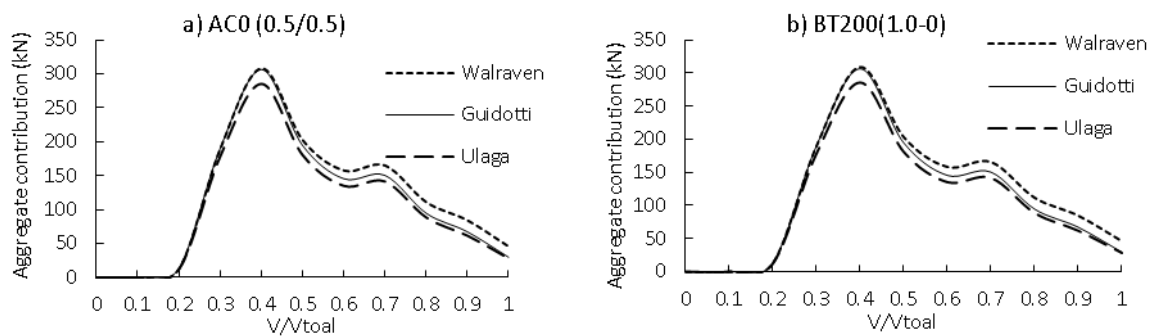 a) AC0 (0.5/0.5)
Aggregate contribution (kN)
350
300
250
200
150
100
50
0
0 0.1 0.2 0.3 0.4 0.5 0.6 0.7 0.8 0.9 1
V/Vtoal
Walraven
Guidotti
Ulaga
b) BT200(1.0-0)
Aggregate contribution (kN)
350
300
250
200
150
100
50
0
0 0.1 0.2 0.3 0.4 0.5 0.6 0.7 0.8 0.9 1
V/Vtoal
Walraven
Guidotti
Ulaga